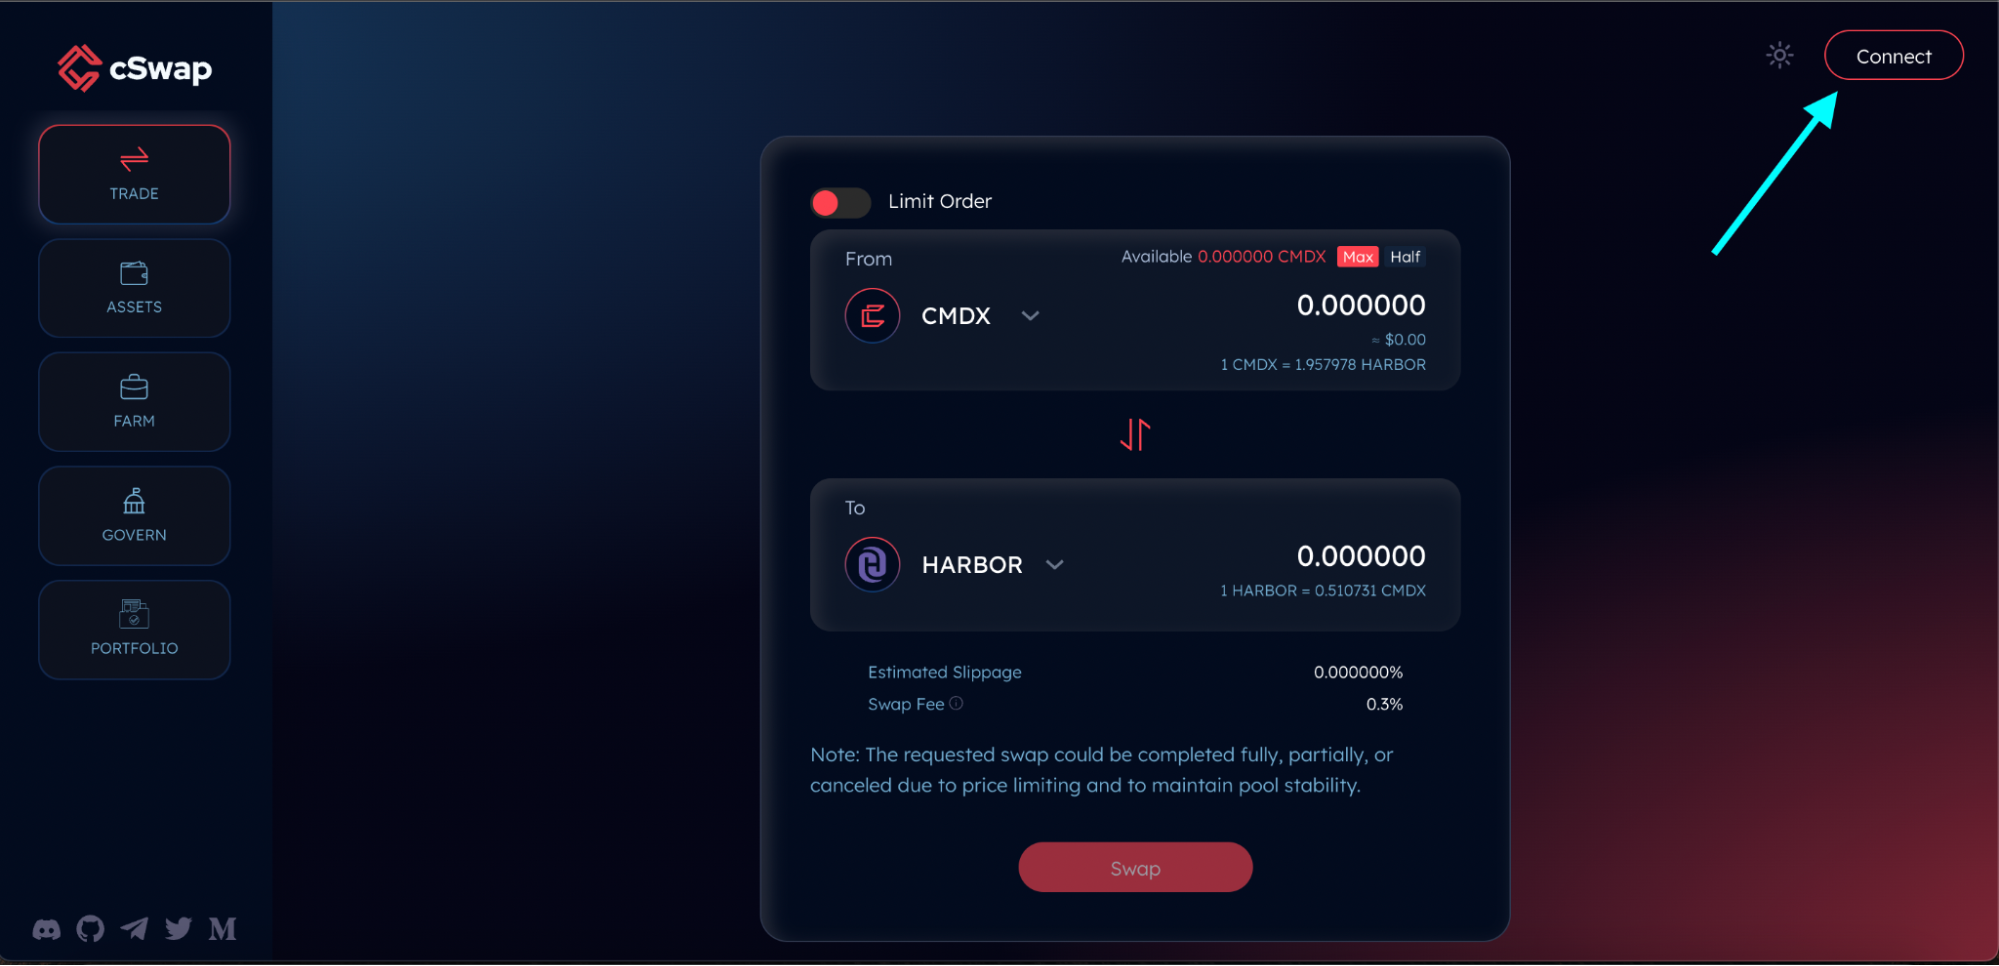 cSwap
Connect
TRADE
ASSETS
FARM
GOVERN
PORTFOLIO
Limit Order
From
Available 0.000000 CMDX Max Half
CMDX
0.000000
≈ $0.00
1 CMDX = 1.957978 HARBOR
To
HARBOR
0.000000
1 HARBOR = 0.510731 CMDX
Estimated Slippage 0.000000%
Swap Fee 0.3%
Note: The requested swap could be completed fully, partially, or
canceled due to price limiting and to maintain pool stability.
Swap